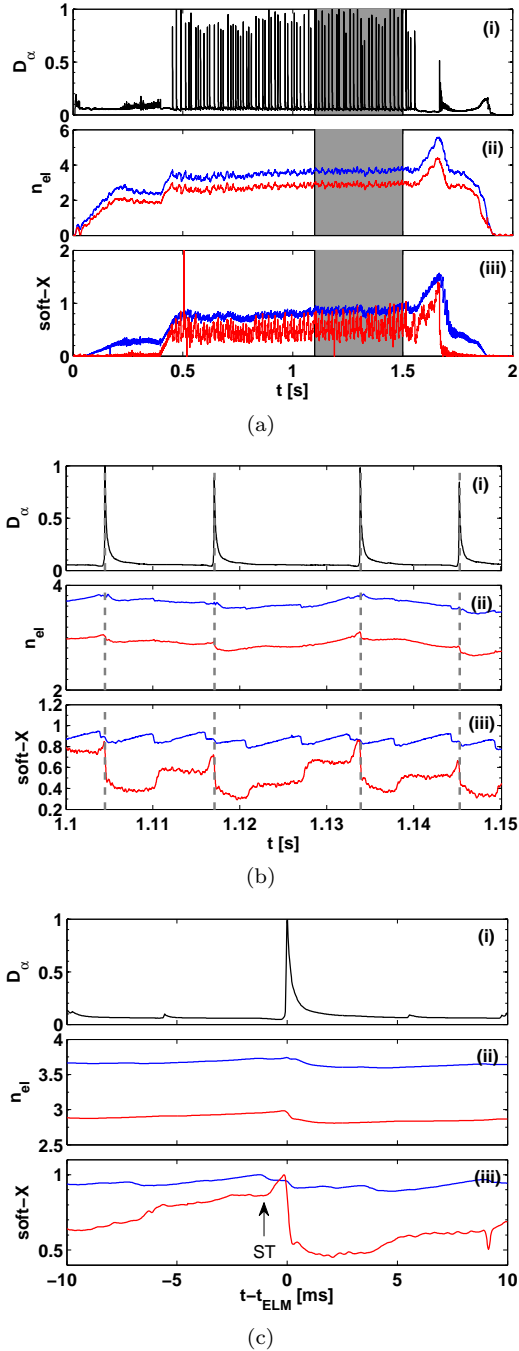 1
(i)
0.5
D_α
0
6
(ii)
4
n_el
2
0
2
(iii)
soft−X
1
0
0 0.5 1 1.5 2
t [s]
(a)
1
(i)
0.5
D_α
0
4
(ii)
n_el
2
1.2
(iii)
1
0.8
soft−X
0.6
0.4
0.2
1.1 1.11 1.12 1.13 1.14 1.15
t [s]
(b)
1
(i)
0.5
D_α
0
4
(ii)
3.5
n_el
3
2.5
(iii)
1
soft−X
ST
0.5
−10 −5 0 5 10
t−t_ELM [ms]
(c)